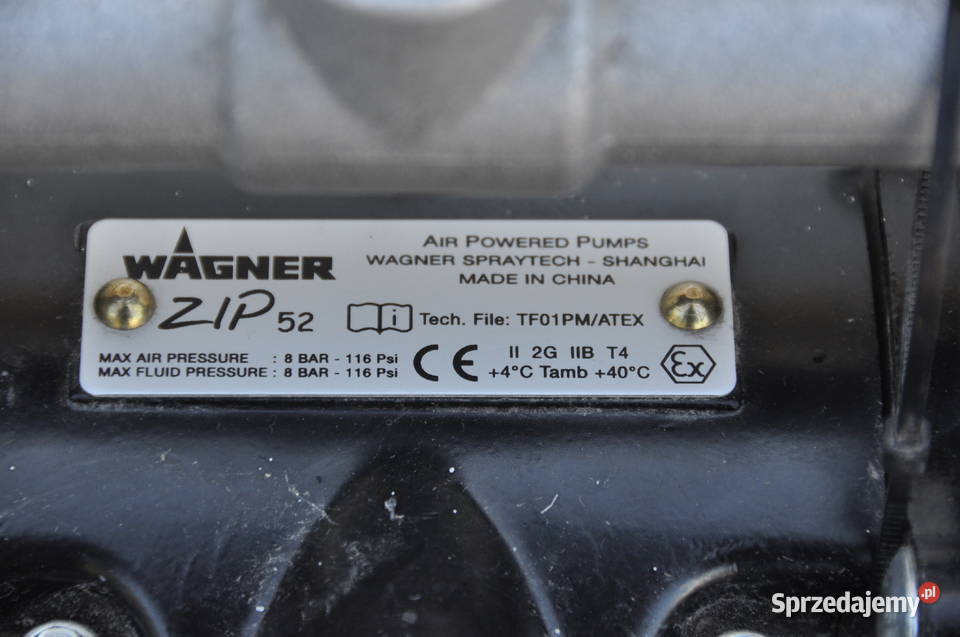 WAGNER
ZIP 52
AIR POWERED PUMPS
WAGNER SPRAYTECH - SHANGHAI
MADE IN CHINA
i Tech. File: TF01PM/ATEX
MAX AIR PRESSURE : 8 BAR - 116 Psi
MAX FLUID PRESSURE : 8 BAR - 116 Psi
CE
II 2G IIB T4
+4°C Tamb +40°C
Ex
Sprzedajemy.pl